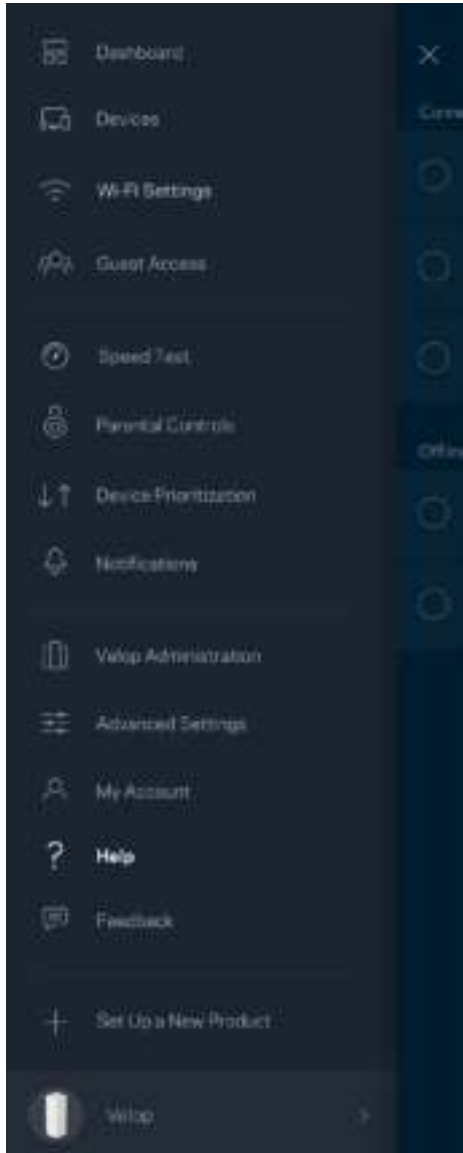 Dashboard
Devices
Wi-Fi Settings
Guest Access
Speed Test
Parental Controls
Device Prioritization
Notifications
Velop Administration
Advanced Settings
My Account
Help
Feedback
Set Up a New Product
Velop